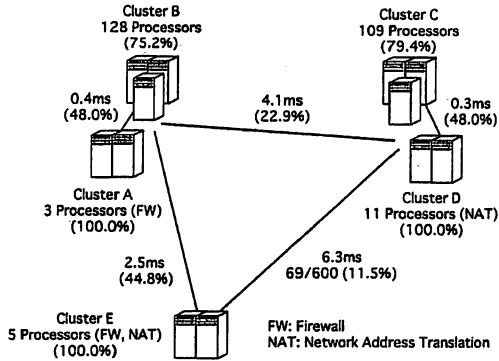 Cluster B
128 Processors
(75.2%)
Cluster C
109 Processors
(79.4%)
0.4ms
(48.0%)
4.1ms
(22.9%)
0.3ms
(48.0%)
Cluster A
3 Processors (FW)
(100.0%)
Cluster D
11 Processors (NAT)
(100.0%)
2.5ms
(44.8%)
6.3ms
69/600 (11.5%)
Cluster E
5 Processors (FW, NAT)
(100.0%)
FW: Firewall
NAT: Network Address Translation